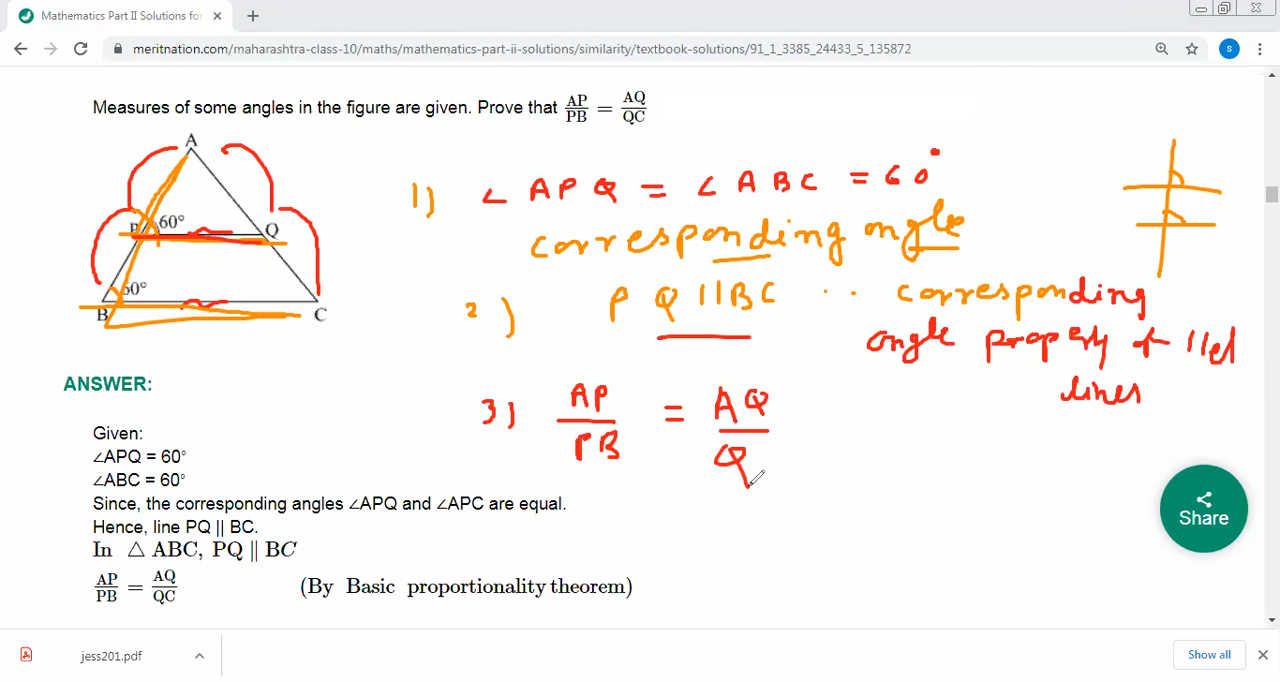 Mathematics Part II Solutions for
meritnation.com/maharashtra-class-10/maths/mathematics-part-ii-solutions/similarity/textbook-solutions/91_1_3385_24433_5_135872
S
Measures of some angles in the figure are given. Prove that AP/PB = AQ/QC
A
P 60° Q
60°
B C
1) ∠ APQ = ∠ ABC = 60°
corresponding angle
2) PQ || BC .. corresponding
angle property of ||el
lines
3) AP/PB = AQ/Q
ANSWER:
Given:
∠APQ = 60°
∠ABC = 60°
Since, the corresponding angles ∠APQ and ∠APC are equal.
Hence, line PQ || BC.
In △ ABC, PQ || BC
AP/PB = AQ/QC (By Basic proportionality theorem)
Share
jess201.pdf
Show all